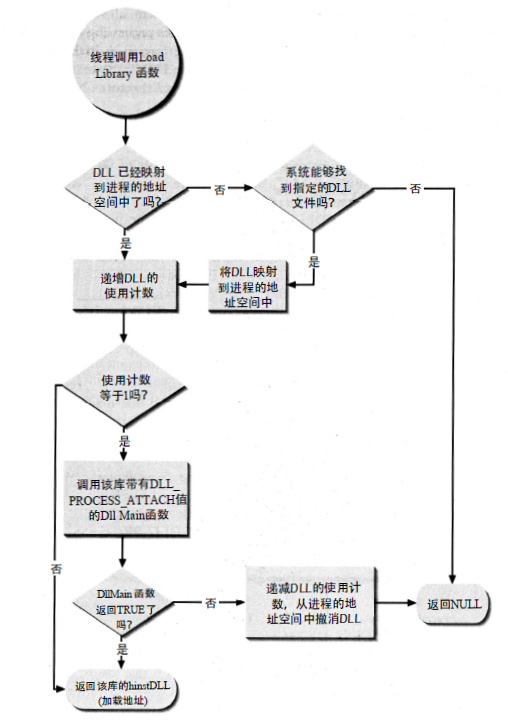 线程调用Load
Library 函数
DLL 已经映射
到进程的地址
空间中了吗?
否
系统能够找
到指定的DLL
文件吗?
否
是
是
递增DLL的
使用计数
将DLL映射
到进程的地
址空间中
使用计数
等于1吗?
是
调用该库带有DLL_
PROCESS_ATTACH值
的Dll Main函数
否
DllMain 函数
返回TRUE了
吗?
否
递减DLL的使用计
数，从进程的地
址空间中撤消DLL
返回NULL
是
返回该库的hinstDLL
(加载地址)